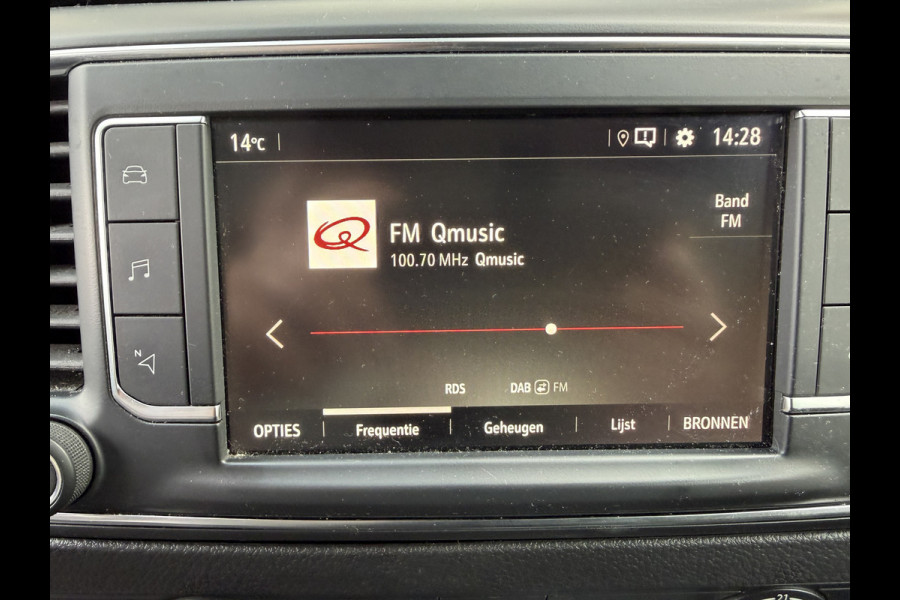 14°C
14:28
Band
FM
FM Qmusic
100.70 MHz Qmusic
N
RDS
DAB FM
OPTIES
Frequentie
Geheugen
Lijst
BRONNEN
21